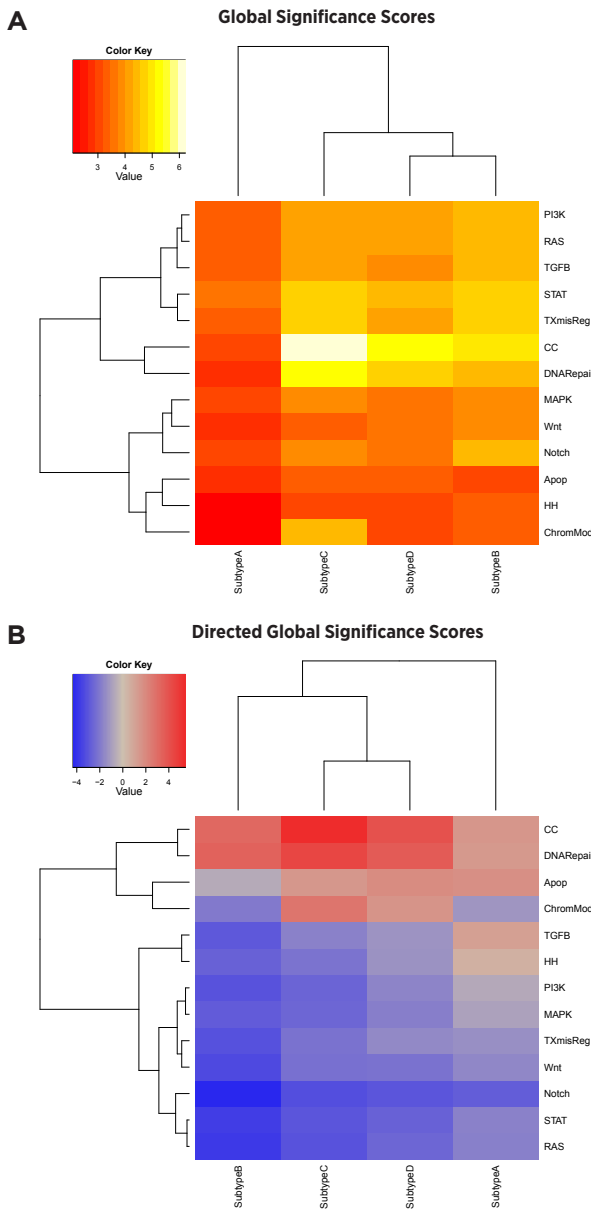 A
Global Significance Scores
Color Key
3 4 5 6
Value
PI3K
RAS
TGFB
STAT
TXmisReg
CC
DNARepair
MAPK
Wnt
Notch
Apop
HH
ChromMod
SubtypeA
SubtypeC
SubtypeD
SubtypeB
B
Directed Global Significance Scores
Color Key
−4 −2 0 2 4
Value
CC
DNARepair
Apop
ChromMod
TGFB
HH
PI3K
MAPK
TXmisReg
Wnt
Notch
STAT
RAS
SubtypeB
SubtypeC
SubtypeD
SubtypeA